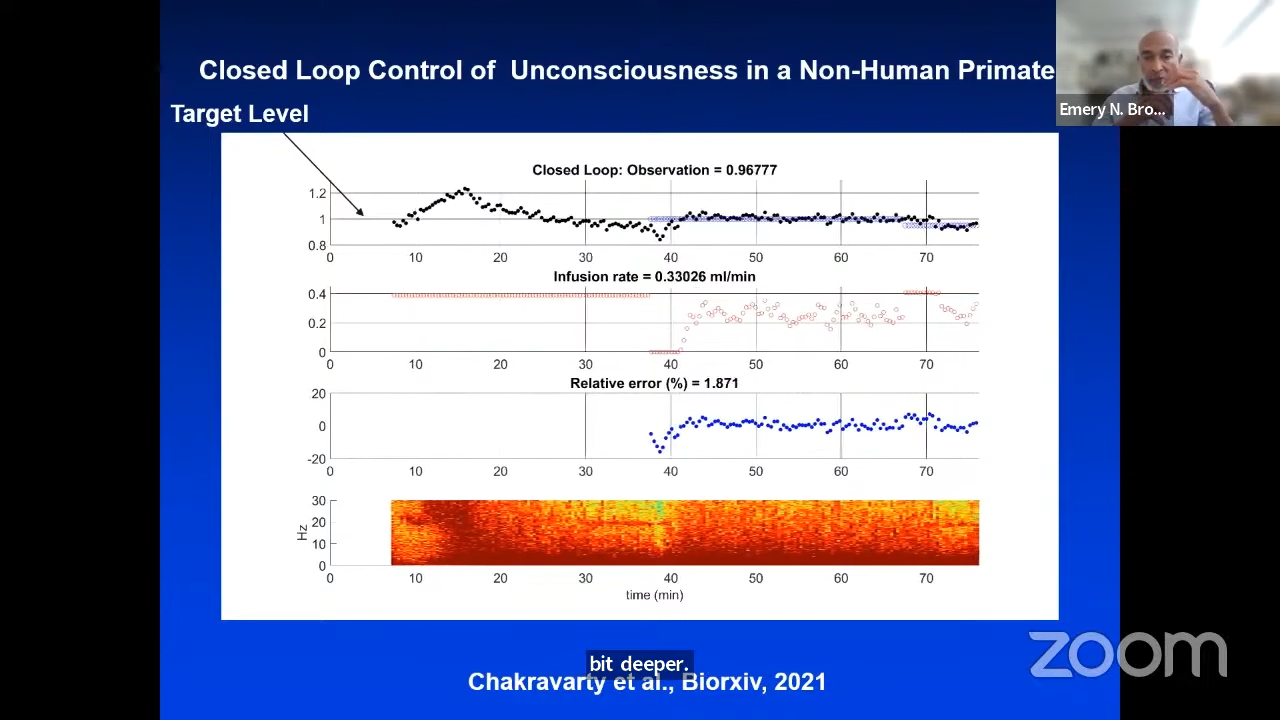 Closed Loop Control of Unconsciousness in a Non-Human Primate
Target Level
Emery N. Bro...
Closed Loop: Observation = 0.96777
1.2
1
0.8
0 10 20 30 40 50 60 70
Infusion rate = 0.33026 ml/min
0.4
0.2
0
0 10 20 30 40 50 60 70
Relative error (%) = 1.871
20
0
-20
0 10 20 30 40 50 60 70
30
20
10
0
Hz
0 10 20 30 40 50 60 70
time (min)
zoom
bit deeper.
Chakravarty et al., Biorxiv, 2021